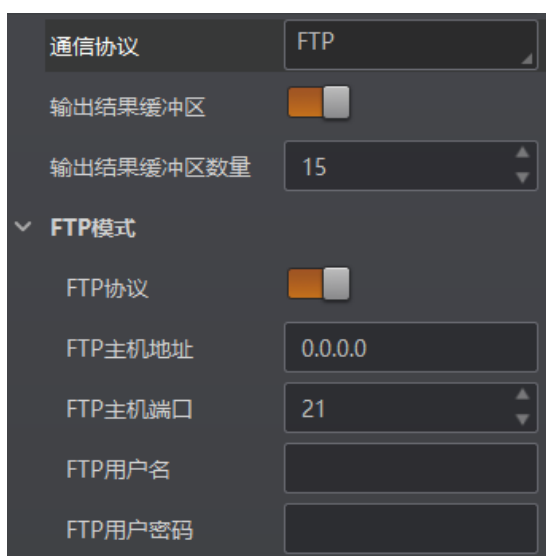 通信协议 FTP
输出结果缓冲区
输出结果缓冲区数量 15
FTP模式
FTP协议
FTP主机地址 0.0.0.0
FTP主机端口 21
FTP用户名
FTP用户密码